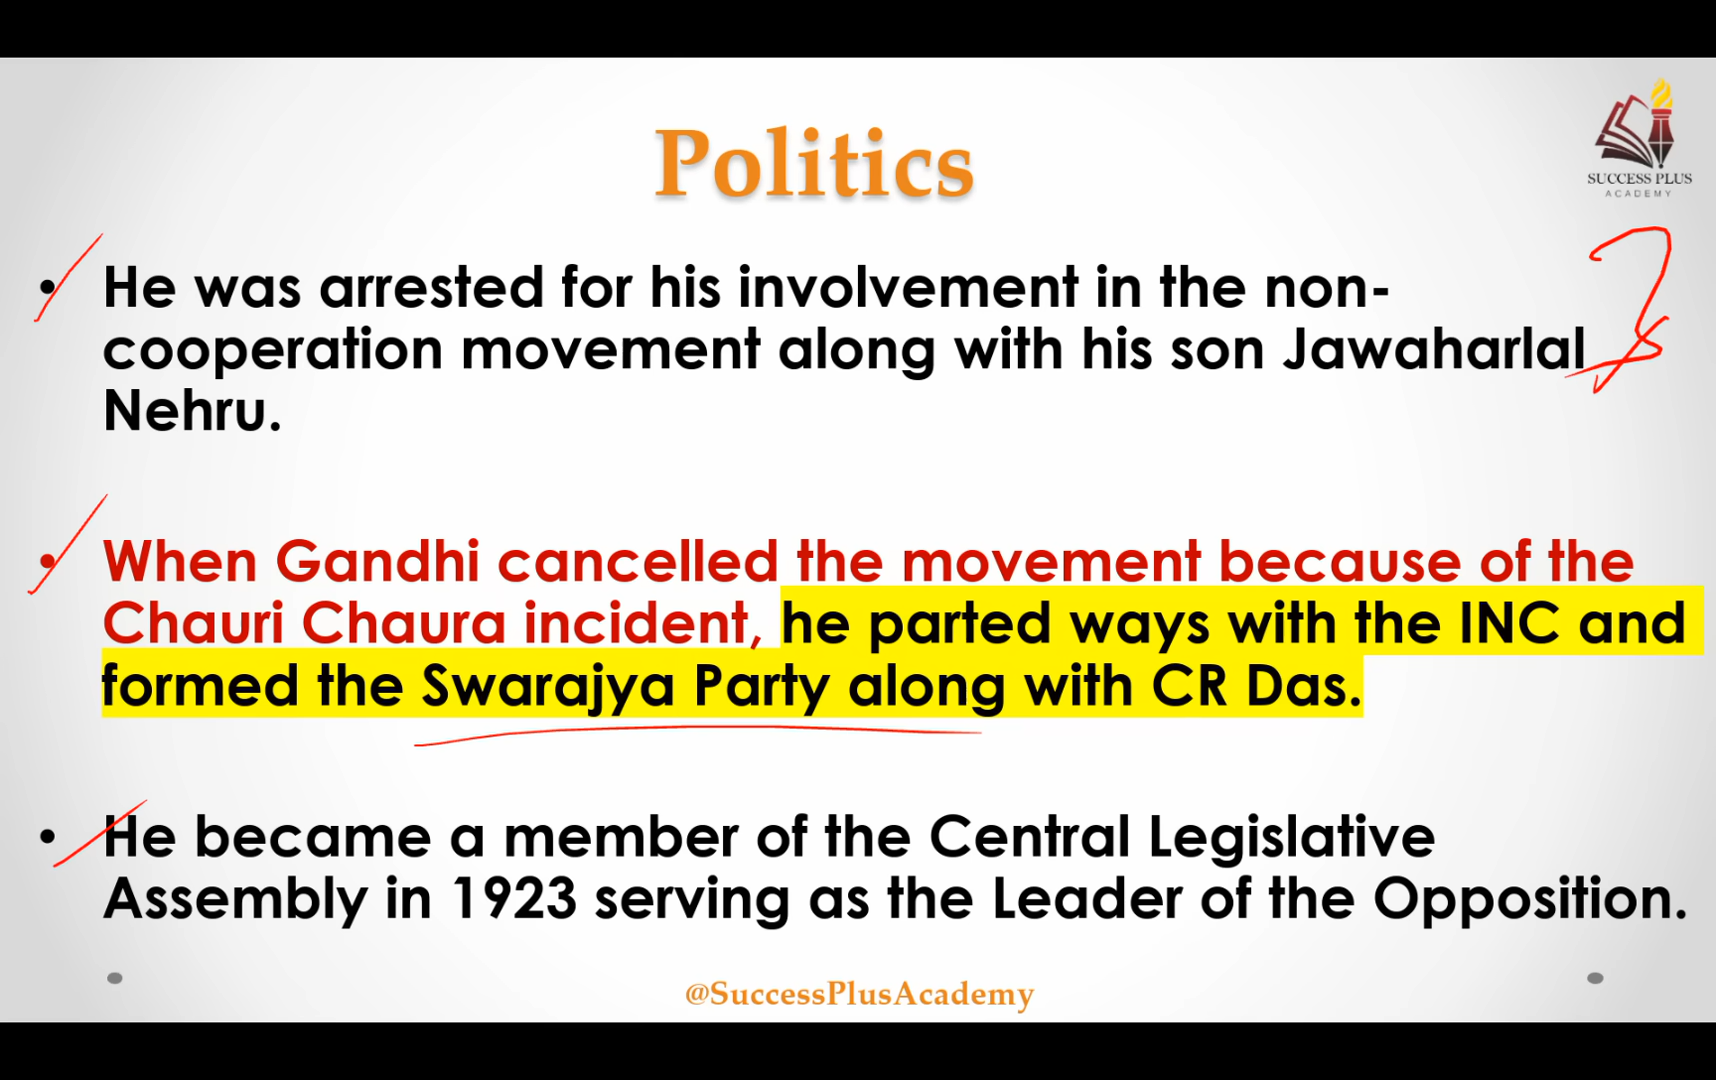 Politics
SUCCESS PLUS
ACADEMY
• He was arrested for his involvement in the non-
cooperation movement along with his son Jawaharlal
Nehru.
• When Gandhi cancelled the movement because of the
Chauri Chaura incident, he parted ways with the INC and
formed the Swarajya Party along with CR Das.
• He became a member of the Central Legislative
Assembly in 1923 serving as the Leader of the Opposition.
@SuccessPlusAcademy